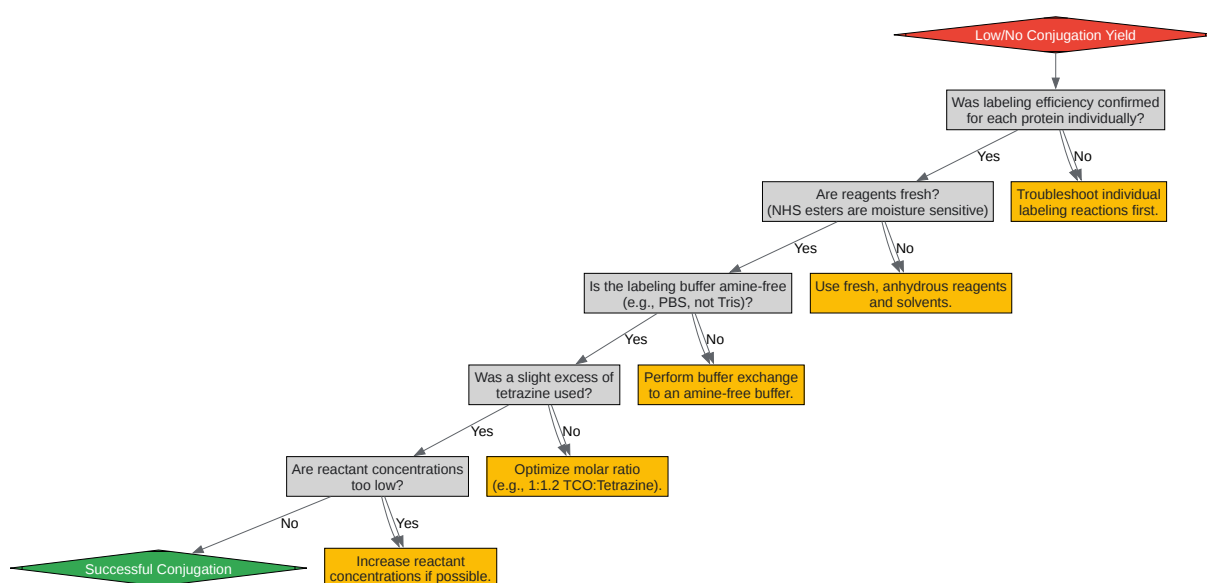 Low/No Conjugation Yield
Was labeling efficiency confirmed
for each protein individually?
Yes
No
Are reagents fresh?
(NHS esters are moisture sensitive)
Troubleshoot individual
labeling reactions first.
Yes
No
Is the labeling buffer amine-free
(e.g., PBS, not Tris)?
Use fresh, anhydrous reagents
and solvents.
Yes
No
Was a slight excess of
tetrazine used?
Perform buffer exchange
to an amine-free buffer.
Yes
No
Are reactant concentrations
too low?
Optimize molar ratio
(e.g., 1:1.2 TCO:Tetrazine).
No
Yes
Successful Conjugation
Increase reactant
concentrations if possible.